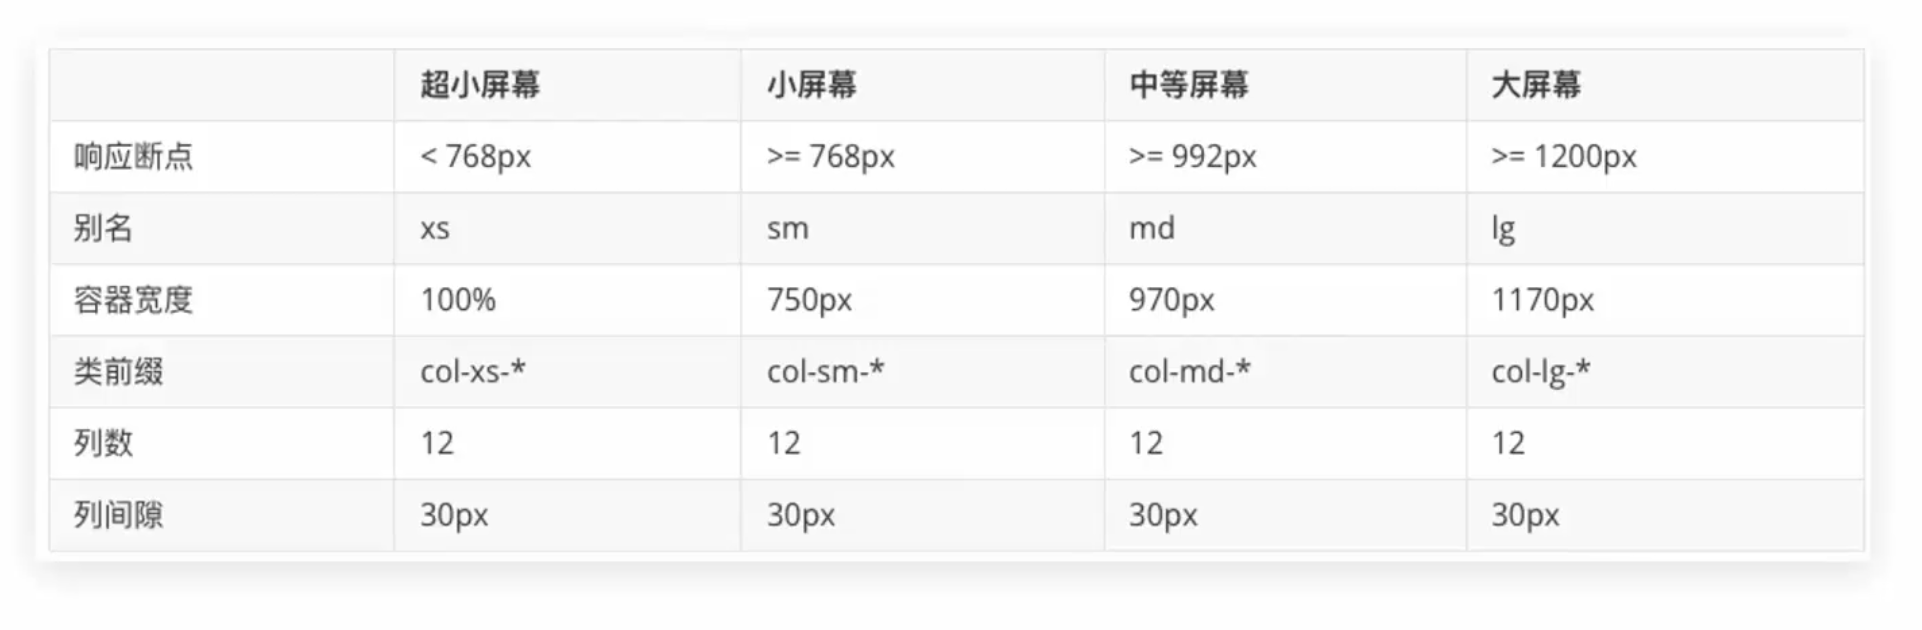 超小屏幕 小屏幕 中等屏幕 大屏幕
响应断点 < 768px >= 768px >= 992px >= 1200px
别名 xs sm md lg
容器宽度 100% 750px 970px 1170px
类前缀 col-xs-* col-sm-* col-md-* col-lg-*
列数 12 12 12 12
列间隙 30px 30px 30px 30px